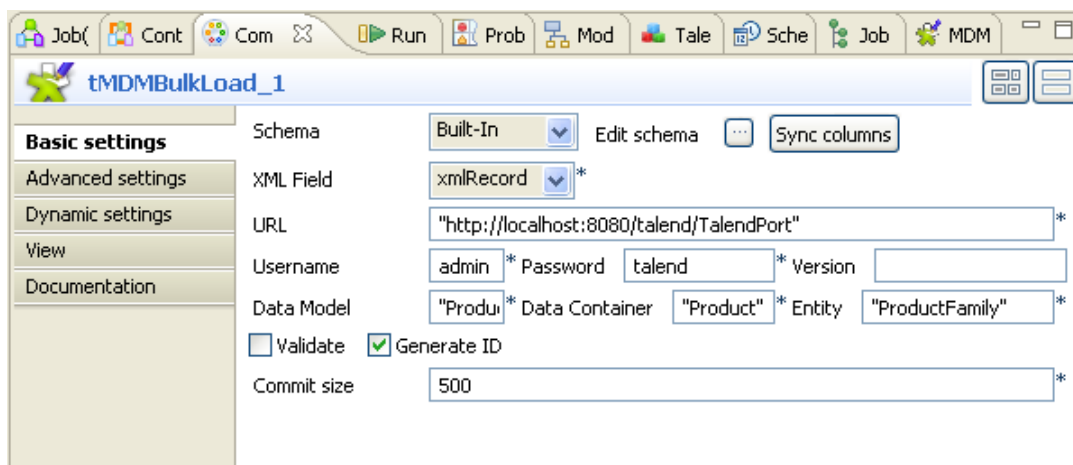 Job( Cont Com Run Prob Mod Tale Sche Job MDM
tMDMBulkLoad_1
Basic settings
Advanced settings
Dynamic settings
View
Documentation
Schema Built-In Edit schema ... Sync columns
XML Field xmlRecord *
URL "http://localhost:8080/talend/TalendPort" *
Username admin * Password talend * Version
Data Model "Produ * Data Container "Product" * Entity "ProductFamily" *
Validate Generate ID
Commit size 500 *